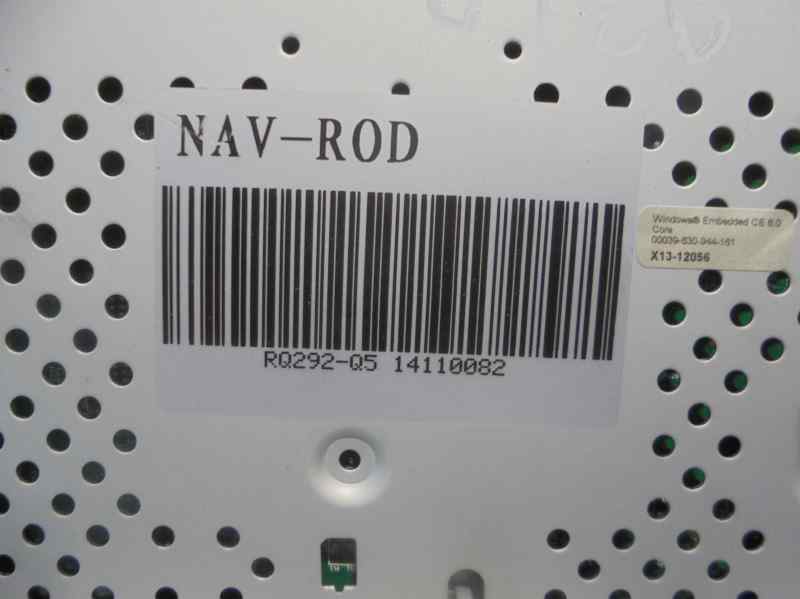 NAV-ROD
RQ292-Q5 14110082
Windows® Embedded CE 6.0
Core
00039-630-944-161
X13-12056